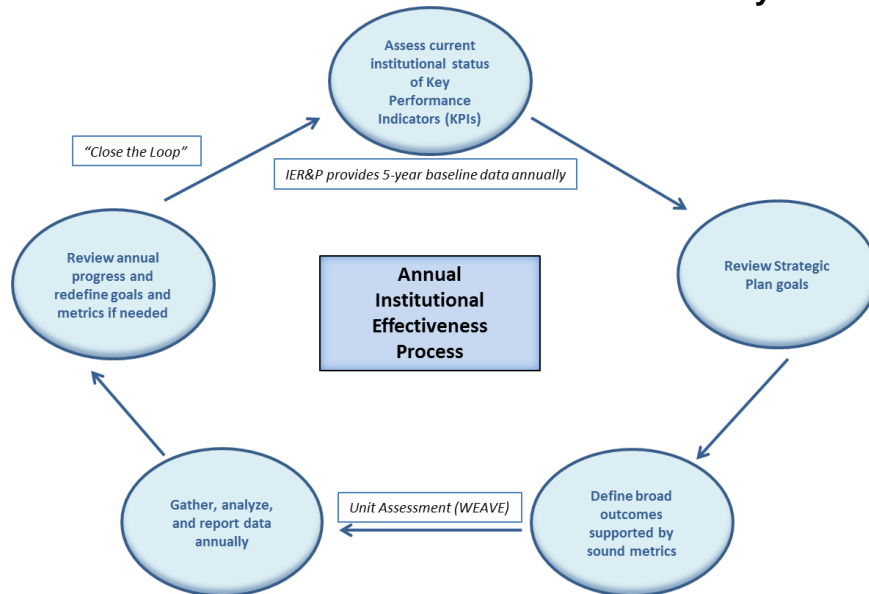 Assess current
institutional status
of Key
Performance
Indicators (KPIs)
“Close the Loop”
IER&P provides 5-year baseline data annually
Review annual
progress and
redefine goals and
metrics if needed
Annual
Institutional
Effectiveness
Process
Review Strategic
Plan goals
Gather, analyze,
and report data
annually
Unit Assessment (WEAVE)
Define broad
outcomes
supported by
sound metrics